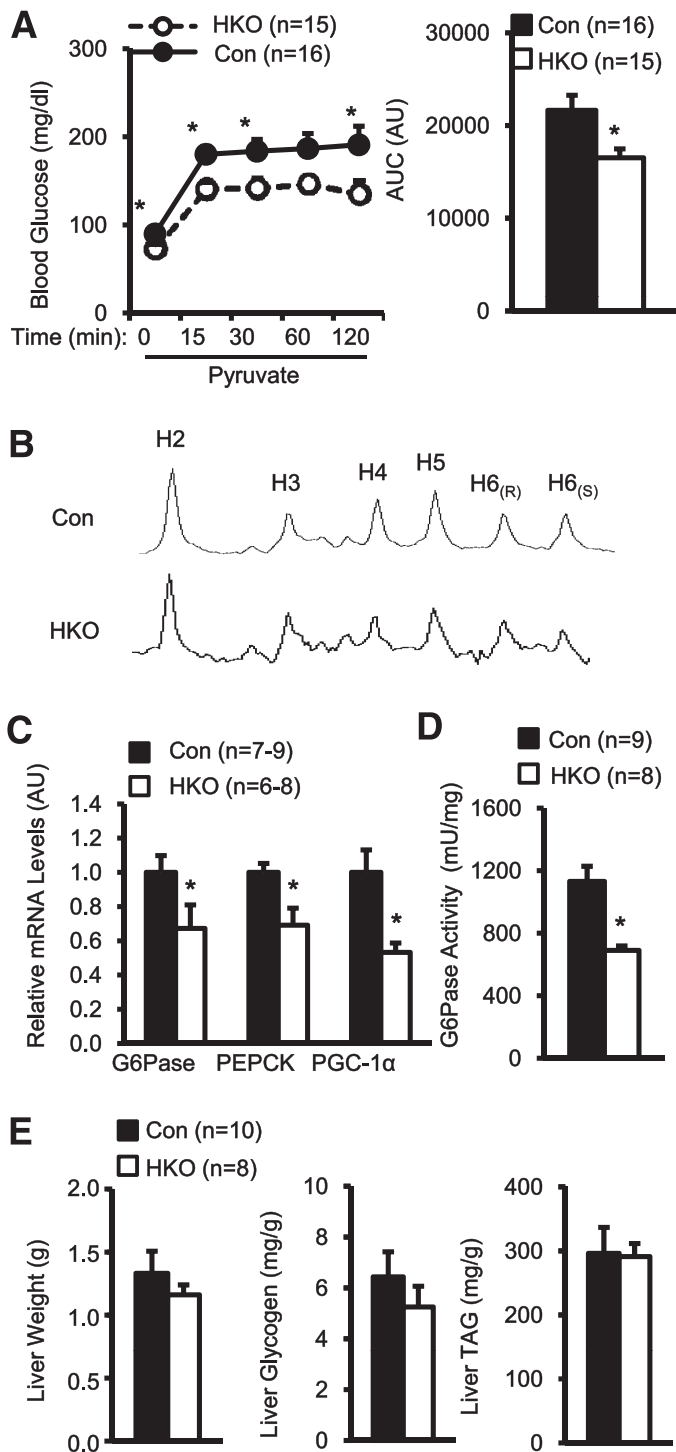 A
HKO (n=15)
Con (n=16)
Blood Glucose (mg/dl)
300
200
100
0
* * * *
Time (min): 0 15 30 60 120
Pyruvate
Con (n=16)
HKO (n=15)
AUC (AU)
30000
20000
10000
0
*
B
H2 H3 H4 H5 H6(R) H6(S)
Con
HKO
C
Con (n=7-9)
HKO (n=6-8)
Relative mRNA Levels (AU)
1.4
1.2
1.0
0.8
0.6
0.4
0.2
0.0
* * *
G6Pase PEPCK PGC-1α
D
Con (n=9)
HKO (n=8)
G6Pase Activity (mU/mg)
1600
1200
800
400
0
*
E
Con (n=10)
HKO (n=8)
Liver Weight (g)
2.0
1.5
1.0
0.5
0.0
Liver Glycogen (mg/g)
10
8
6
4
2
0
Liver TAG (mg/g)
400
300
200
100
0